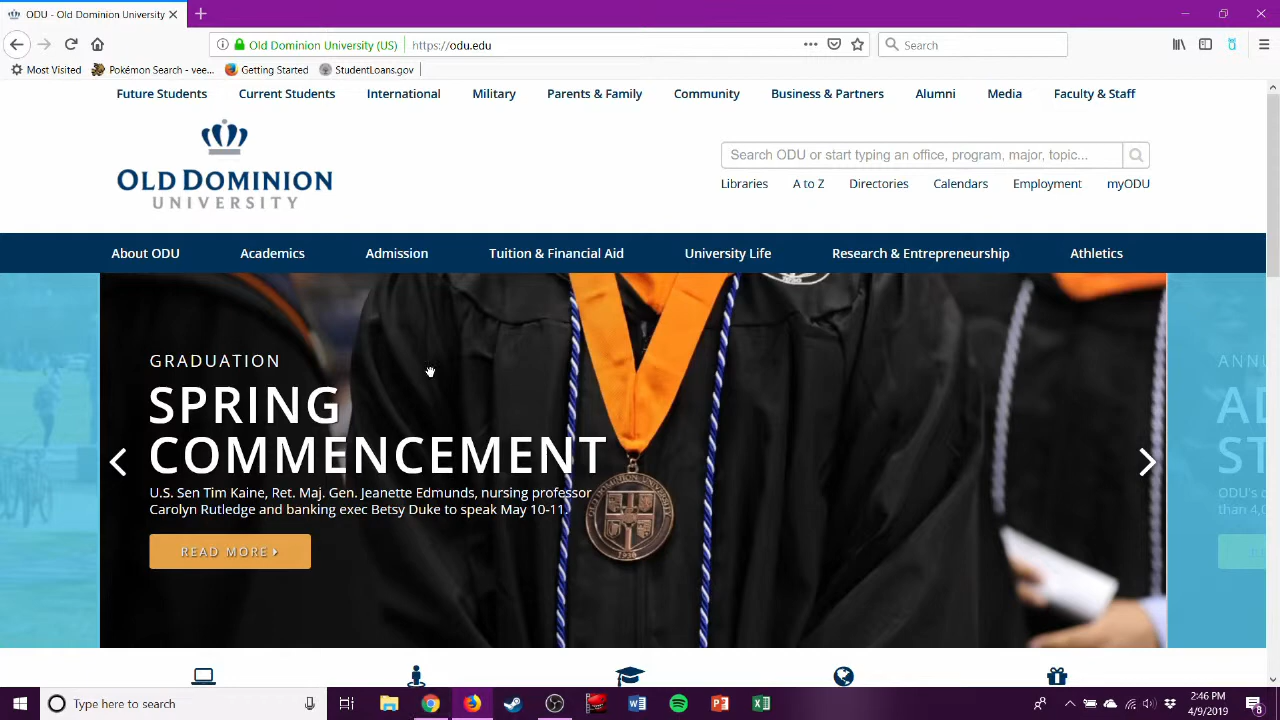 ODU - Old Dominion University
Old Dominion University (US) https://odu.edu Search
Most Visited Pokémon Search - vee... Getting Started StudentLoans.gov
Future Students Current Students International Military Parents & Family Community Business & Partners Alumni Media Faculty & Staff
OLD DOMINION
UNIVERSITY
Search ODU or start typing an office, program, major, topic...
Libraries A to Z Directories Calendars Employment myODU
About ODU Academics Admission Tuition & Financial Aid University Life Research & Entrepreneurship Athletics
GRADUATION
SPRING
COMMENCEMENT
U.S. Sen Tim Kaine, Ret. Maj. Gen. Jeanette Edmunds, nursing professor
Carolyn Rutledge and banking exec Betsy Duke to speak May 10-11.
READ MORE
ANNU
AD
ST
ODU's c
than 4,0
Type here to search
2:46 PM
4/9/2019
8